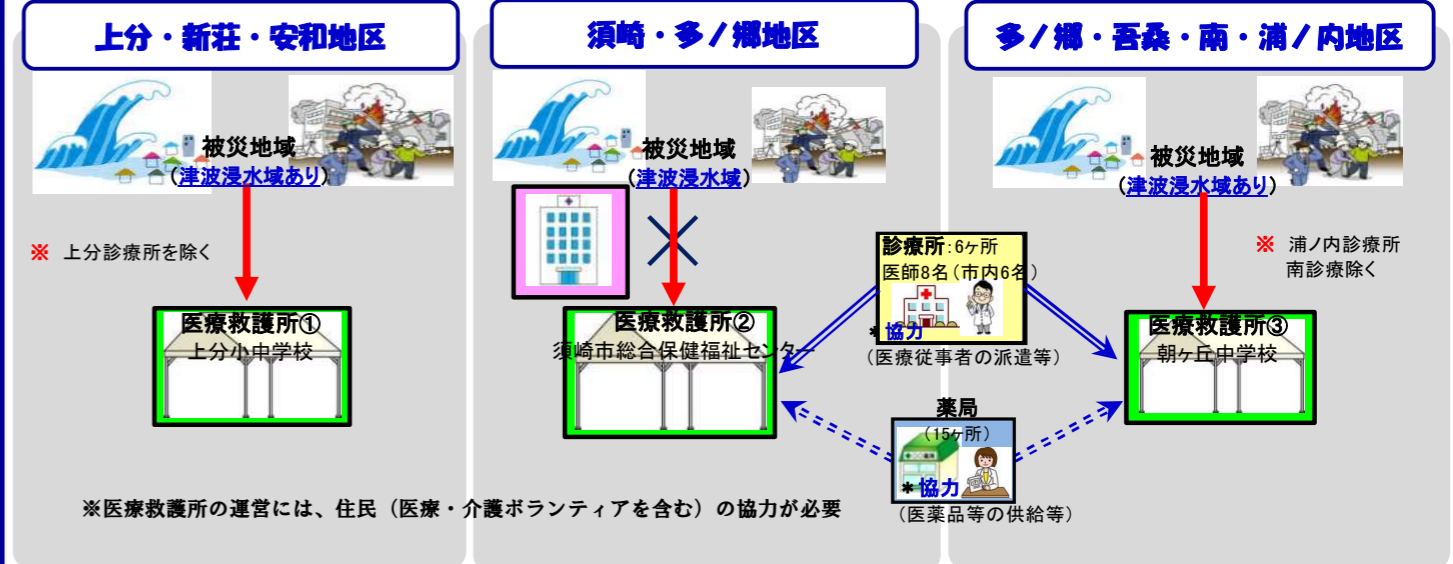 上分・新荘・安和地区
被災地域
(津波浸水域あり)
※ 上分診療所を除く
医療救護所①
上分小中学校
須崎・多ノ郷地区
被災地域
(津波浸水域)
医療救護所②
須崎市総合保健福祉センター
診療所:6ヶ所
医師8名(市内6名)
*協力
(医療従事者の派遣等)
薬局
(15ヶ所)
*協力
(医薬品等の供給等)
多ノ郷・吾桑・南・浦ノ内地区
被災地域
(津波浸水域あり)
※ 浦ノ内診療所
南診療除く
医療救護所③
朝ヶ丘中学校
※医療救護所の運営には、住民(医療・介護ボランティアを含む)の協力が必要